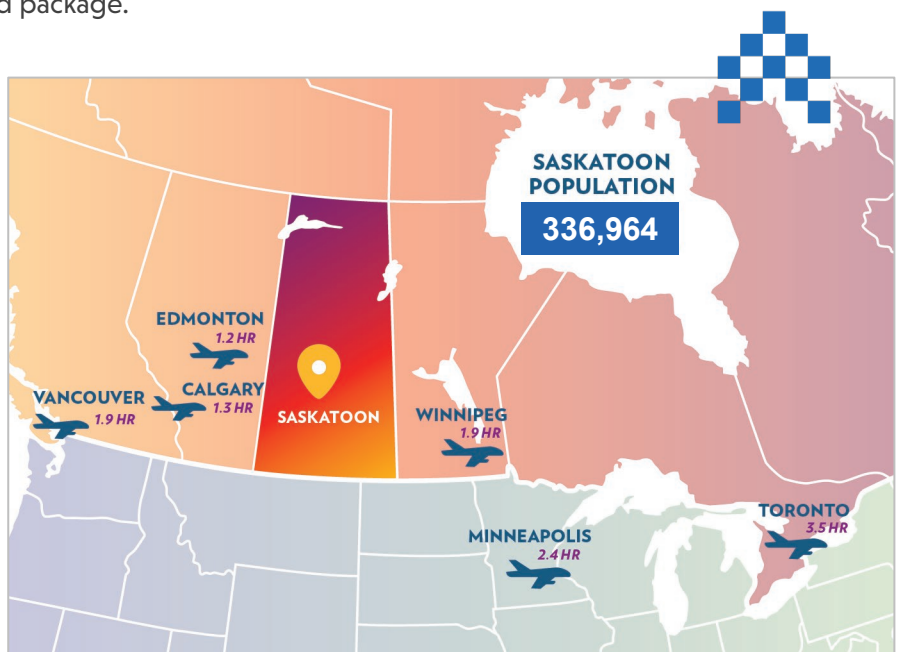 d package.
SASKATOON
POPULATION
336,964
EDMONTON
1.2 HR
CALGARY
1.3 HR
VANCOUVER
1.9 HR
SASKATOON
WINNIPEG
1.9 HR
TORONTO
3.5 HR
MINNEAPOLIS
2.4 HR